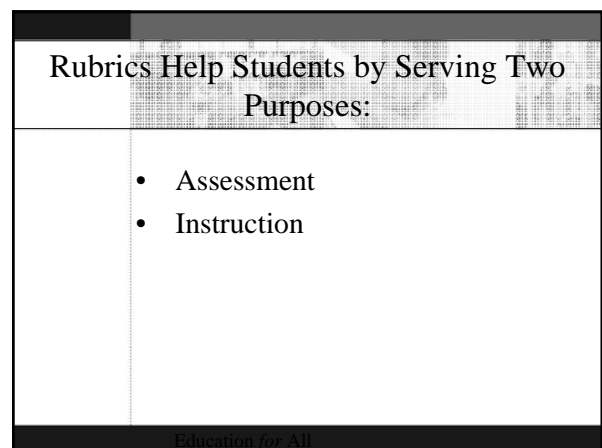 Rubrics Help Students by Serving Two
Purposes:
• Assessment
• Instruction
Education for All